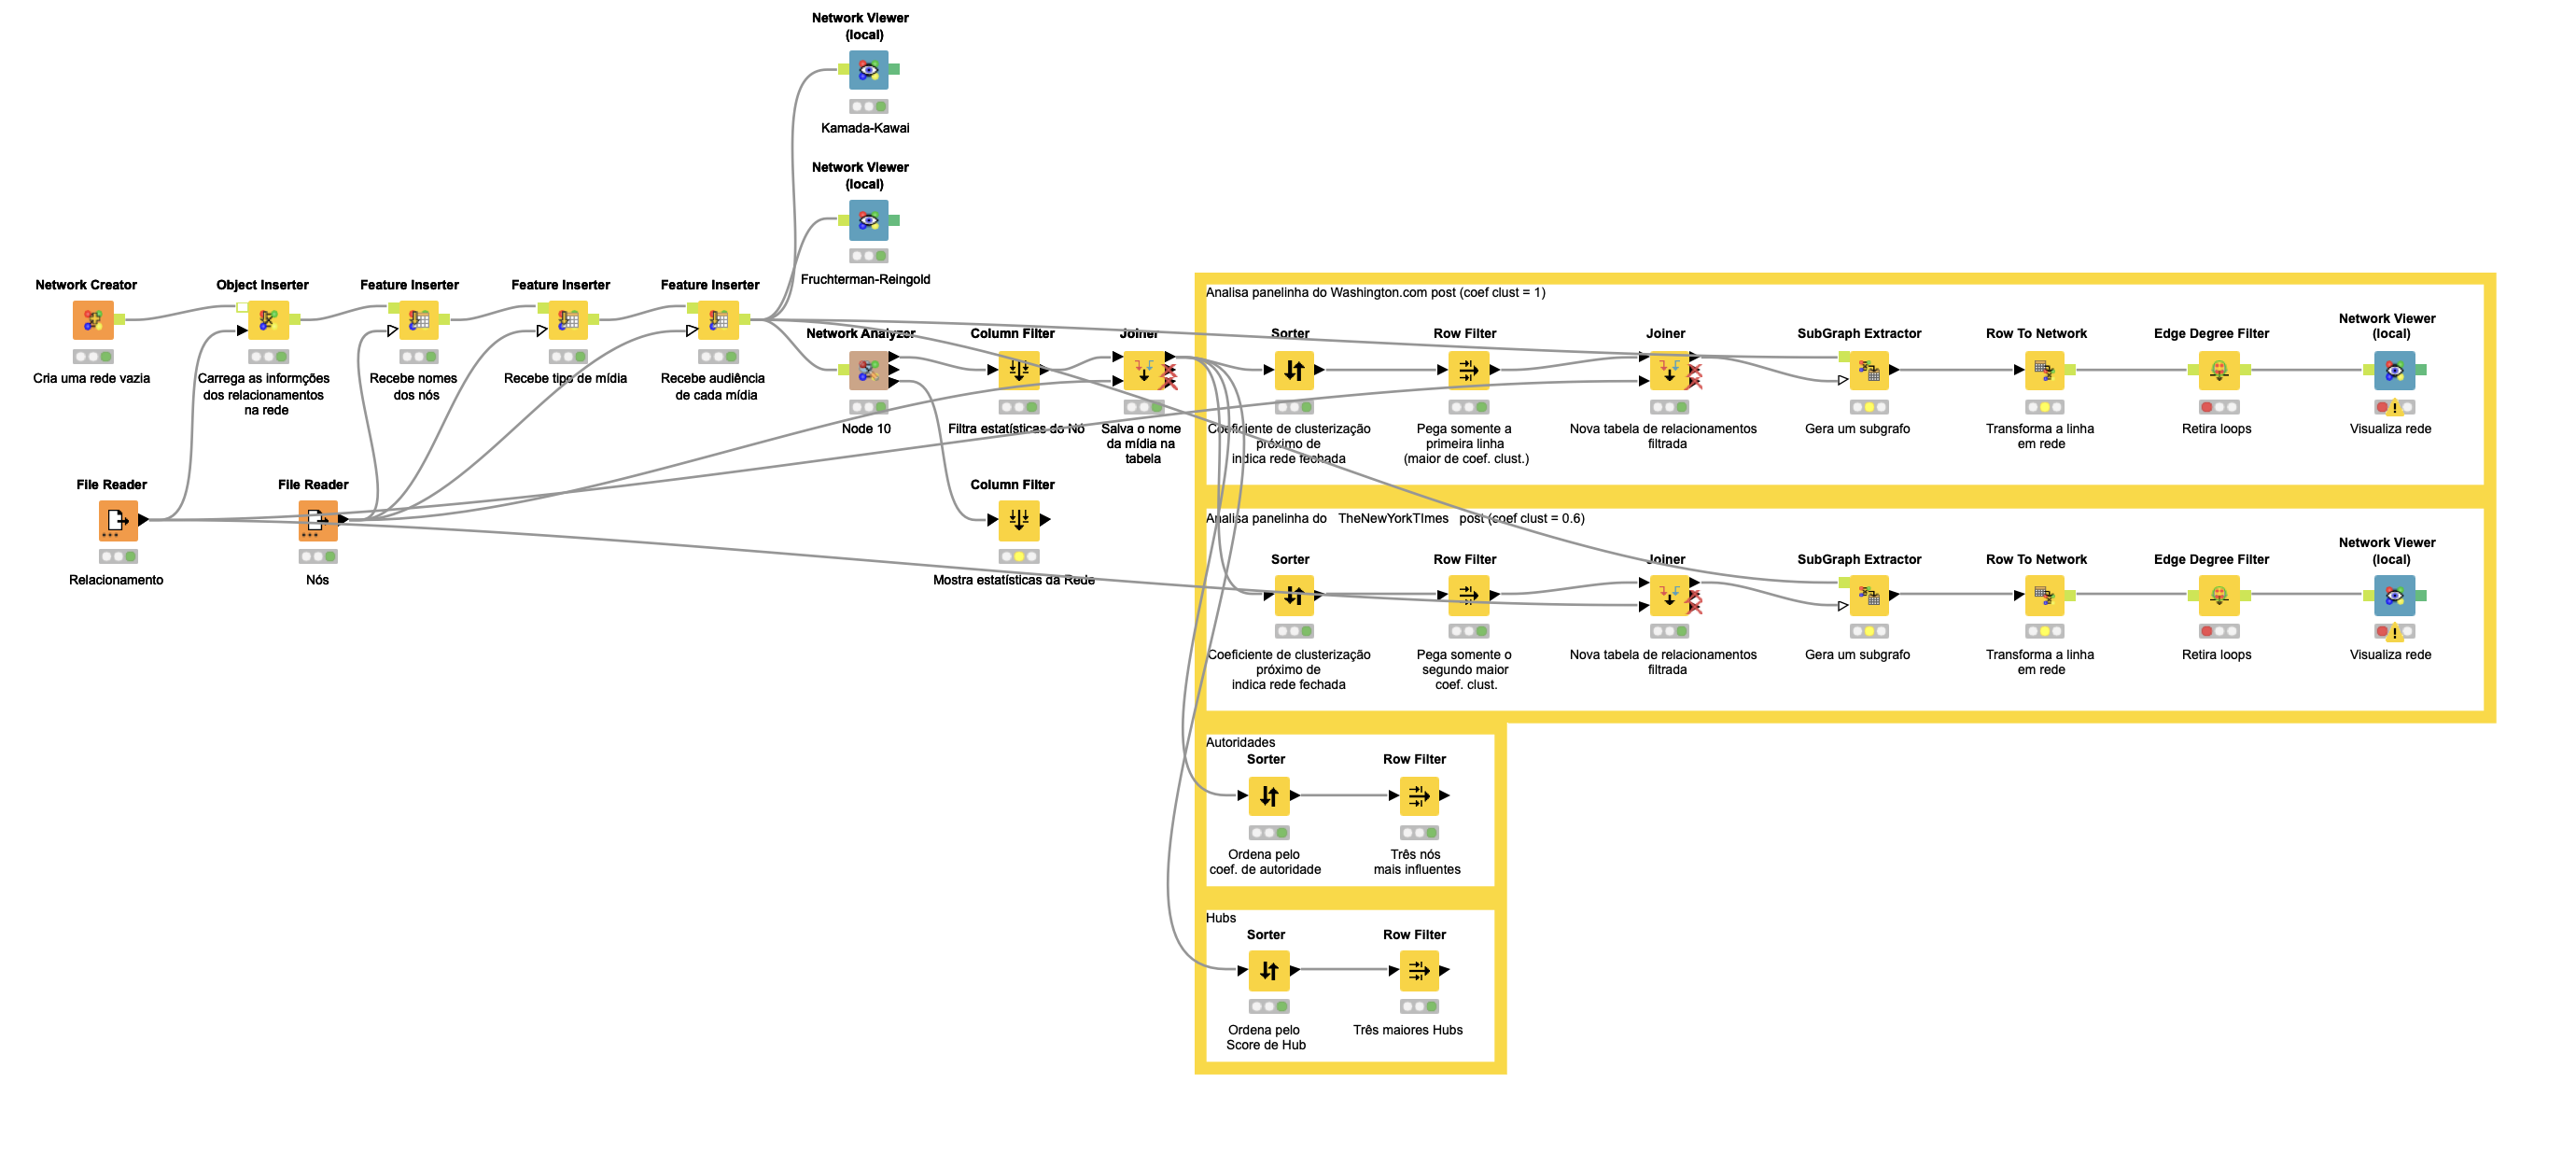 Network Viewer
(local)
Kamada-Kawai
Network Viewer
(local)
Fruchterman-Reingold
Network Creator
Cria uma rede vazia
Object Inserter
Carrega as informções
dos relacionamentos
na rede
Feature Inserter
Recebe nomes
dos nós
Feature Inserter
Recebe tipo de mídia
Feature Inserter
Recebe audiência
de cada mídia
Network Analyzer
Node 10
Column Filter
Filtra estatísticas do Nó
Joiner
Salva o nome
da mídia na
tabela
File Reader
Relacionamento
File Reader
Nós
Column Filter
Mostra estatísticas da Rede
Analisa panelinha do Washington.com post (coef clust = 1)
Sorter
Coeficiente de clusterização
próximo de
indica rede fechada
Row Filter
Pega somente a
primeira linha
(maior de coef. clust.)
Joiner
Nova tabela de relacionamentos
filtrada
SubGraph Extractor
Gera um subgrafo
Row To Network
Transforma a linha
em rede
Edge Degree Filter
Retira loops
Network Viewer
(local)
Visualiza rede
Analisa panelinha do TheNewYorkTImes post (coef clust = 0.6)
Sorter
Coeficiente de clusterização
próximo de
indica rede fechada
Row Filter
Pega somente o
segundo maior
coef. clust.
Joiner
Nova tabela de relacionamentos
filtrada
SubGraph Extractor
Gera um subgrafo
Row To Network
Transforma a linha
em rede
Edge Degree Filter
Retira loops
Network Viewer
(local)
Visualiza rede
Autoridades
Sorter
Ordena pelo
coef. de autoridade
Row Filter
Três nós
mais influentes
Hubs
Sorter
Ordena pelo
Score de Hub
Row Filter
Três maiores Hubs